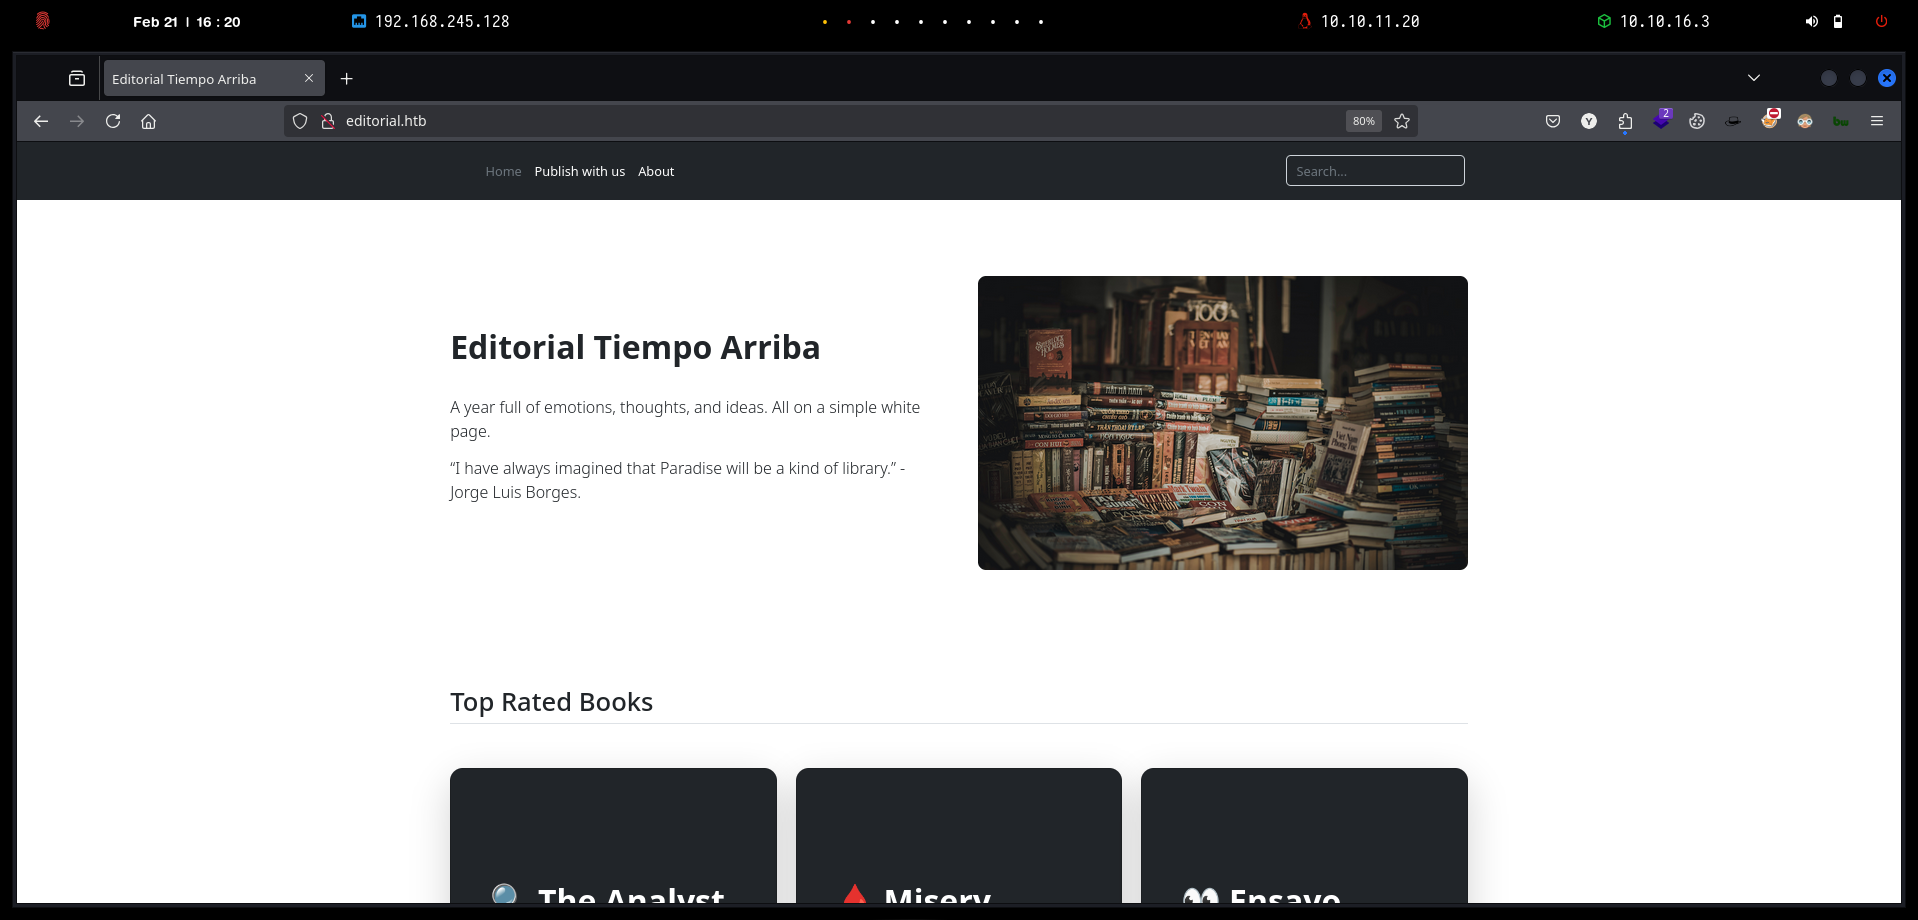 Feb 21 | 16 : 20
192.168.245.128
10.10.11.20
10.10.16.3
Editorial Tiempo Arriba
editorial.htb
80%
2
Home
Publish with us
About
Search...
Editorial Tiempo Arriba
A year full of emotions, thoughts, and ideas. All on a simple white
page.
“I have always imagined that Paradise will be a kind of library.” -
Jorge Luis Borges.
100
Top Rated Books
The Analyst
Misery
Ensayo